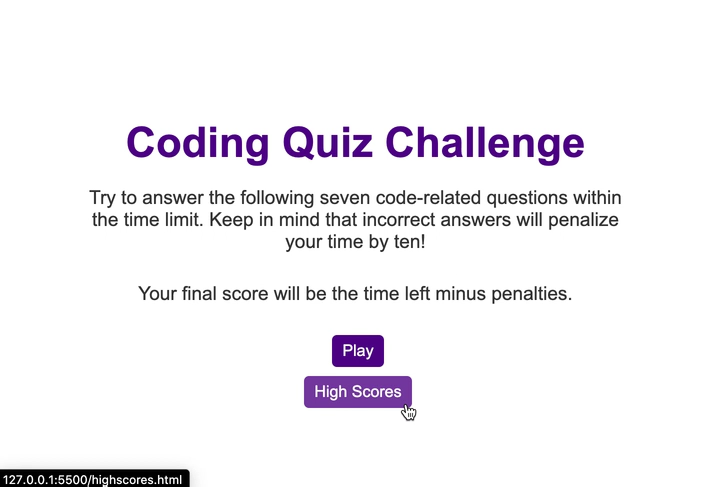 Coding Quiz Challenge
Try to answer the following seven code-related questions within
the time limit. Keep in mind that incorrect answers will penalize
your time by ten!
Your final score will be the time left minus penalties.
Play
High Scores
127.0.0.1:5500/highscores.html